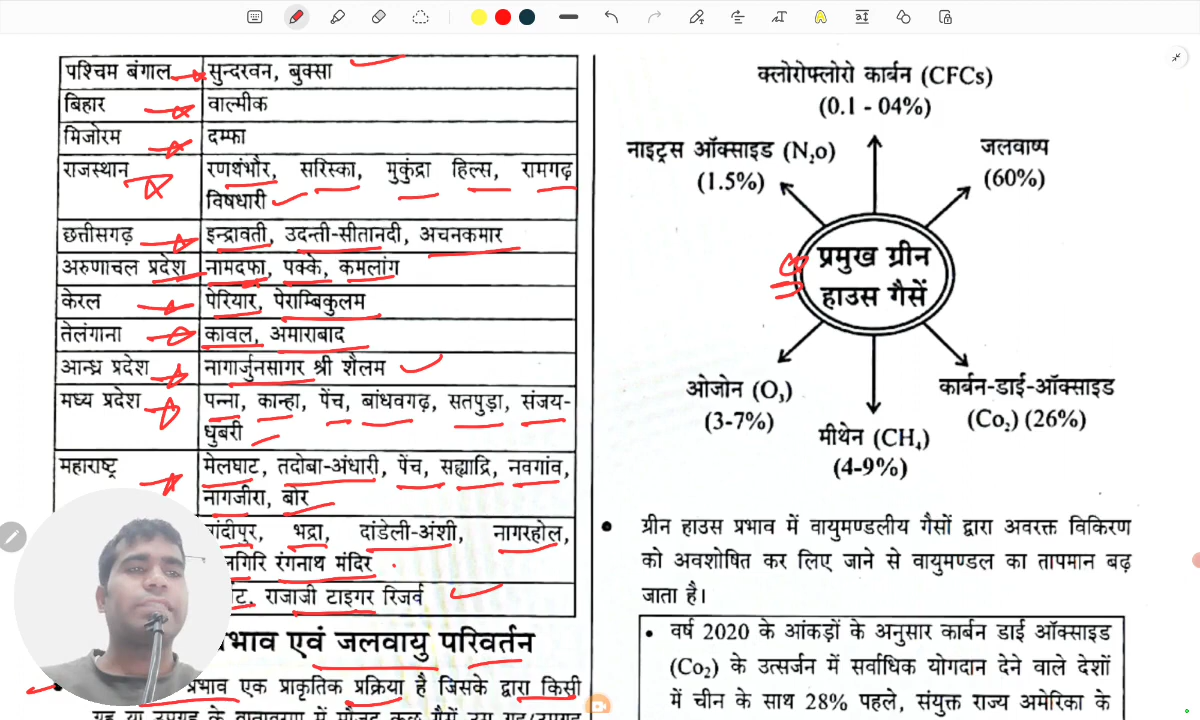 पश्चिम बंगाल सुन्दरवन, बुक्सा
बिहार वाल्मीक
मिजोरम दम्फा
राजस्थान रणथंभौर, सरिस्का, मुकुंद्रा हिल्स, रामगढ़
विषधारी
छत्तीसगढ़ इन्द्रावती, उदन्ती-सीतानदी, अचनकमार
अरुणाचल प्रदेश नामदफा, पक्के, कमलांग
केरल पेरियार, पेराम्बिकुलम
तेलंगाना कावल, अमाराबाद
आन्ध्र प्रदेश नागार्जुनसागर श्री शैलम
मध्य प्रदेश पन्ना, कान्हा, पेंच, बांधवगढ़, सतपुड़ा, संजय-
धुबरी
महाराष्ट्र मेलघाट, तदोबा-अंधारी, पेंच, सह्याद्रि, नवगांव,
नागजीरा, बोर
बांदीपुर, भद्रा, दांडेली-अंशी, नागरहोल,
रंगनाथ मंदिर
राजाजी टाइगर रिजर्व
एवं जलवायु परिवर्तन
प्रभाव एक प्राकृतिक प्रक्रिया है जिसके द्वारा किसी
क्लोरोफ्लोरो कार्बन (CFCs)
(0.1 - 04%)
नाइट्रस ऑक्साइड (N₂o)
(1.5%)
जलवाष्प
(60%)
प्रमुख ग्रीन
हाउस गैसें
ओजोन (O₃)
(3-7%)
मीथेन (CH₄)
(4-9%)
कार्बन-डाई-ऑक्साइड
(Co₂) (26%)
• ग्रीन हाउस प्रभाव में वायुमण्डलीय गैसों द्वारा अवरक्त विकिरण
को अवशोषित कर लिए जाने से वायुमण्डल का तापमान बढ़
जाता है।
• वर्ष 2020 के आंकड़ों के अनुसार कार्बन डाई ऑक्साइड
(Co₂) के उत्सर्जन में सर्वाधिक योगदान देने वाले देशों
में चीन के साथ 28% पहले, संयुक्त राज्य अमेरिका के